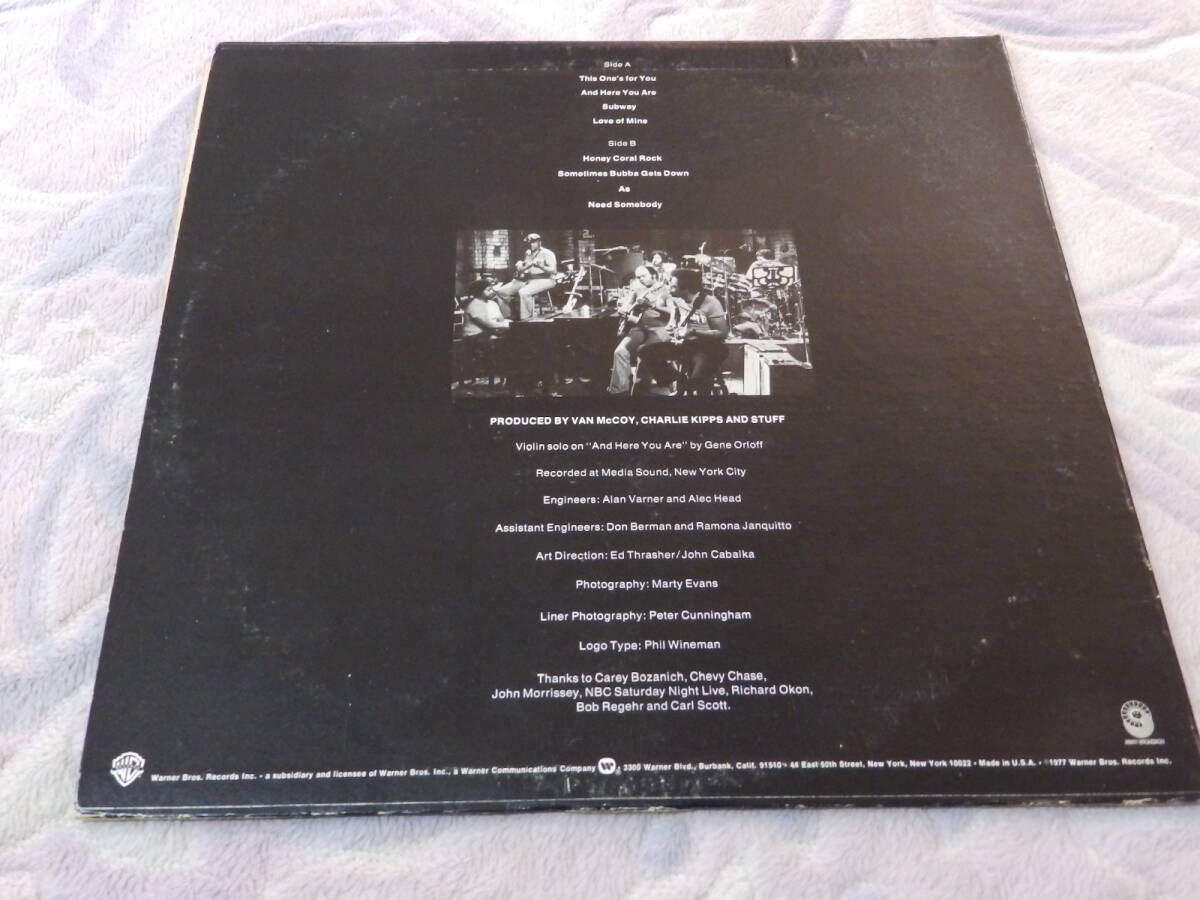 Side A
This One's for You
And Here You Are
Subway
Love of Mine
Side B
Honey Coral Rock
Sometimes Bubba Gets Down
As
Need Somebody
PRODUCED BY VAN McCOY, CHARLIE KIPPS AND STUFF
Violin solo on "And Here You Are" by Gene Orloff
Recorded at Media Sound, New York City
Engineers: Alan Varner and Alec Head
Assistant Engineers: Don Berman and Ramona Janquitto
Art Direction: Ed Thrasher/John Cabalka
Photography: Marty Evans
Liner Photography: Peter Cunningham
Logo Type: Phil Wineman
Thanks to Carey Bozanich, Chevy Chase,
John Morrissey, NBC Saturday Night Live, Richard Okon,
Bob Regehr and Carl Scott.
Warner Bros. Records Inc. • a subsidiary and licensee of Warner Bros. Inc., a Warner Communications Company W • 3300 Warner Blvd., Burbank, Calif. 91510 • 44 East 50th Street, New York, New York 10022 • Made in U.S.A. • ©1977 Warner Bros. Records Inc.